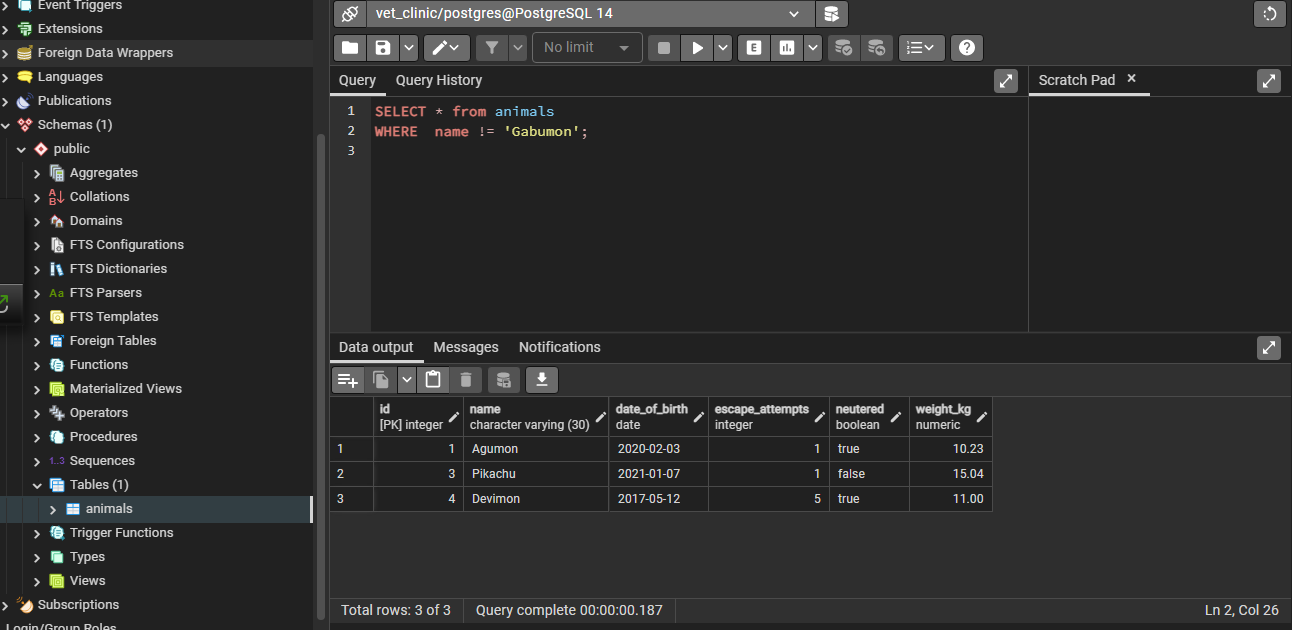 Event Triggers
Extensions
Foreign Data Wrappers
Languages
Publications
Schemas (1)
public
Aggregates
Collations
Domains
FTS Configurations
FTS Dictionaries
Aa FTS Parsers
FTS Templates
Foreign Tables
Functions
Materialized Views
Operators
Procedures
1..3 Sequences
Tables (1)
animals
Trigger Functions
Types
Views
Subscriptions
Login/Group Roles
vet_clinic/postgres@PostgreSQL 14
No limit
E
Query Query History
Scratch Pad ×
1 SELECT * from animals
2 WHERE  name != 'Gabumon';
3
Data output Messages Notifications
id name date_of_birth escape_attempts neutered weight_kg
[PK] integer character varying (30) date integer boolean numeric
1 1 Agumon 2020-02-03 1 true 10.23
2 3 Pikachu 2021-01-07 1 false 15.04
3 4 Devimon 2017-05-12 5 true 11.00
Total rows: 3 of 3 Query complete 00:00:00.187 Ln 2, Col 26